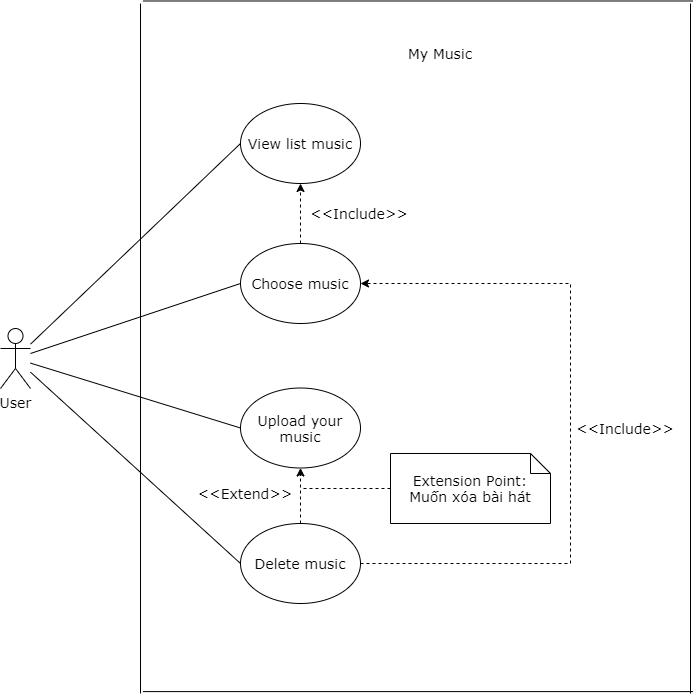 My Music
View list music
<<Include>>
Choose music
User
Upload your
music
<<Include>>
Extension Point:
Muốn xóa bài hát
<<Extend>>
Delete music